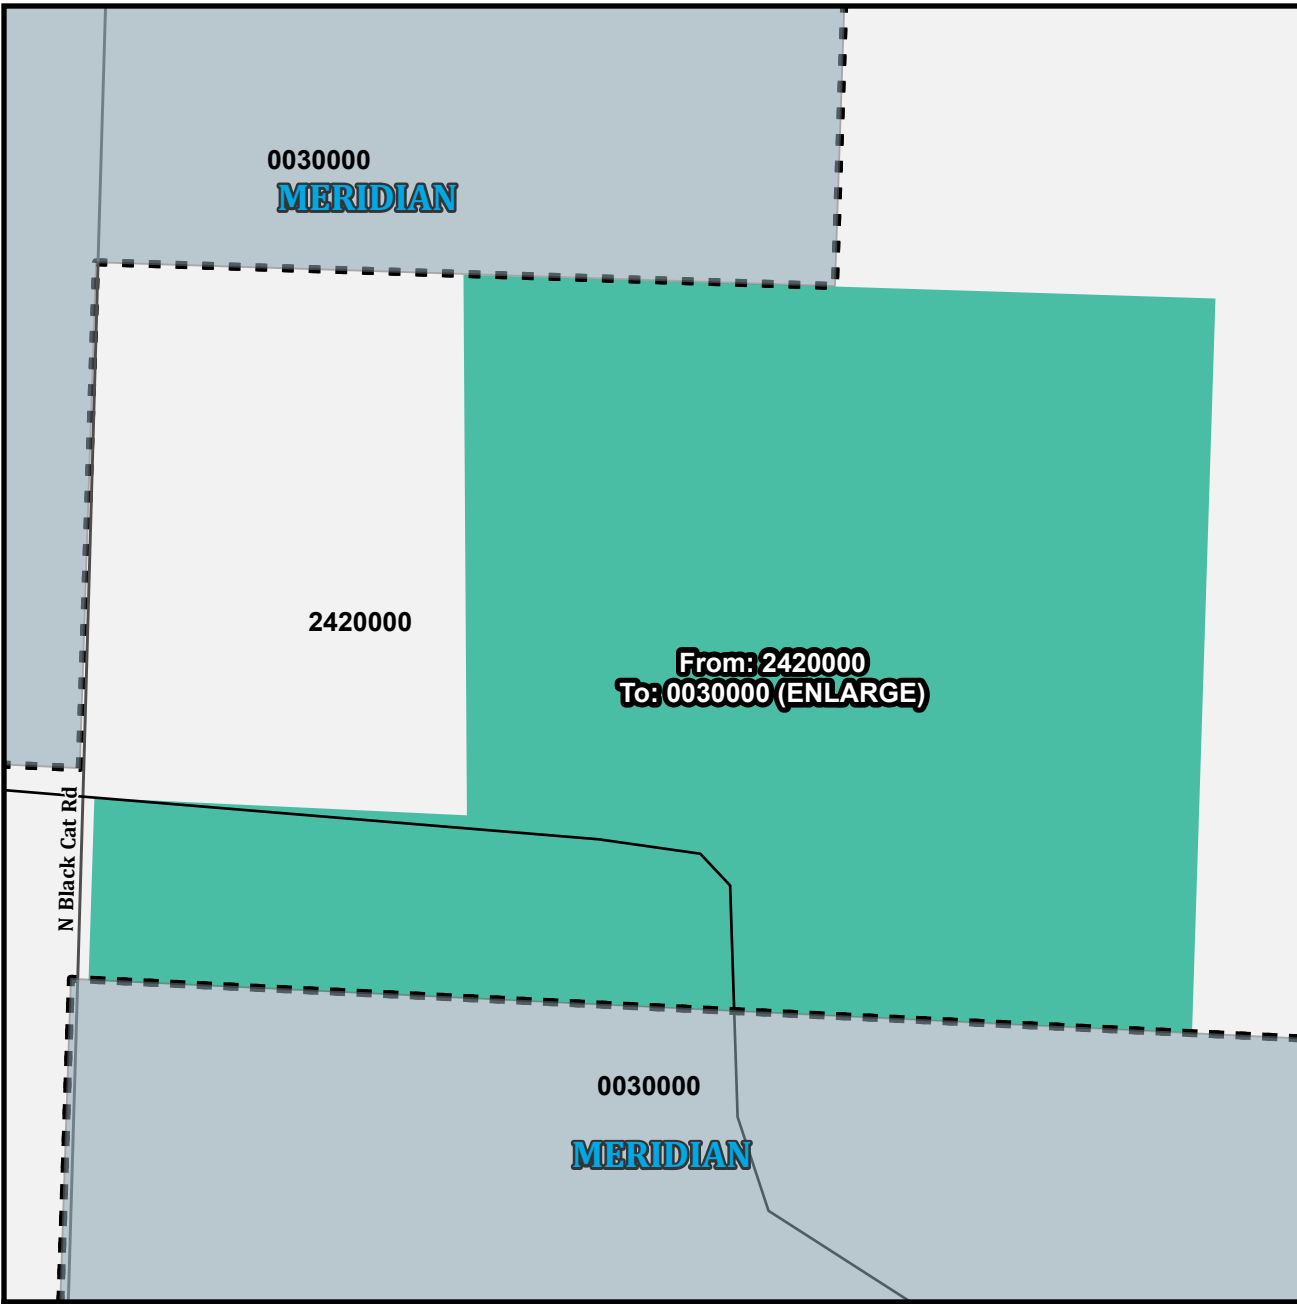 0030000
MERIDIAN
2420000
From: 2420000
To: 0030000 (ENLARGE)
N Black Cat Rd
0030000
MERIDIAN